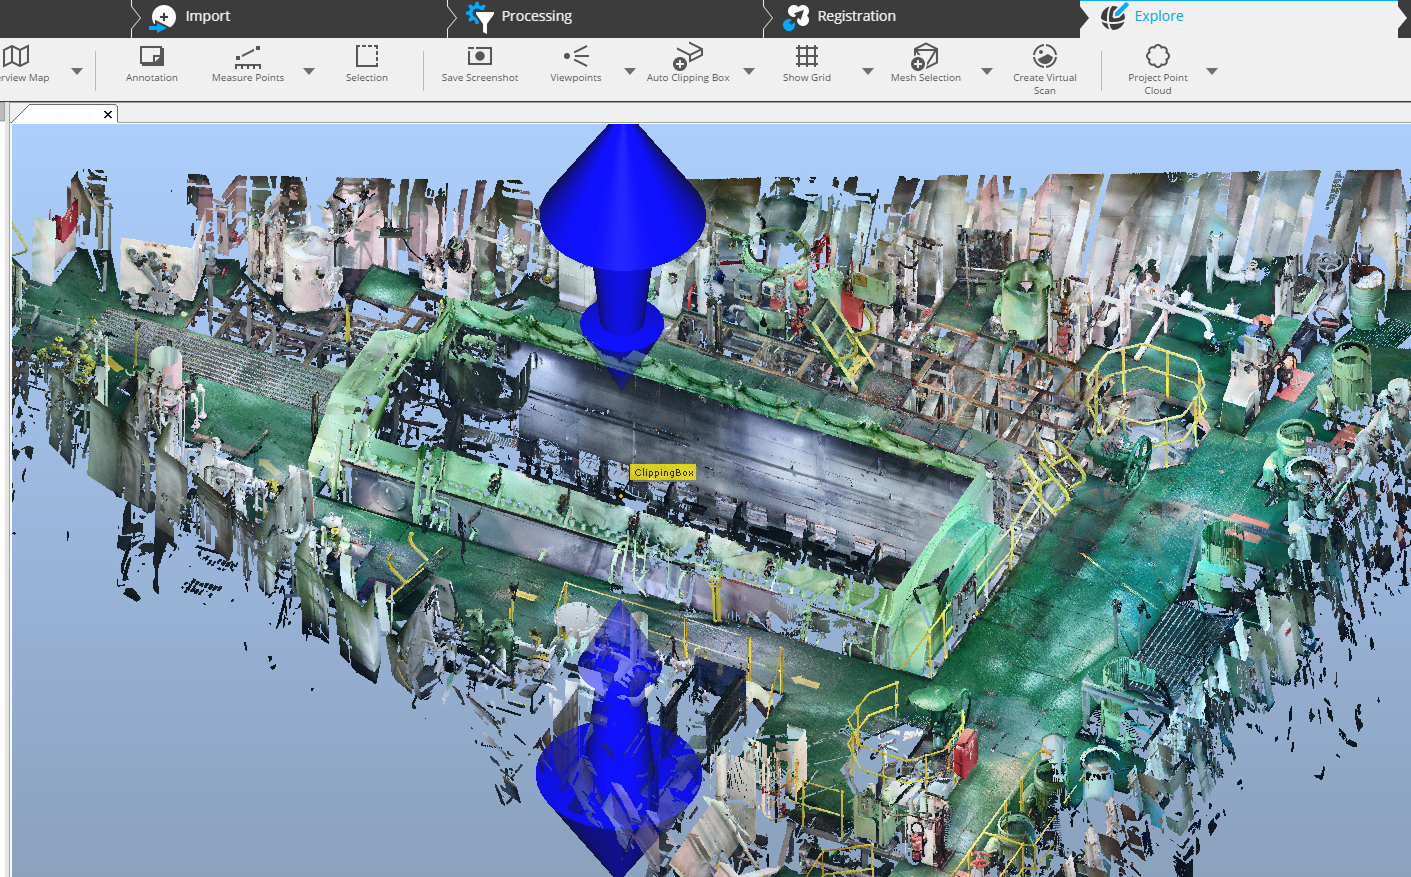 Import
Processing
Registration
Explore
rview Map
Annotation
Measure Points
Selection
Save Screenshot
Viewpoints
Auto Clipping Box
Show Grid
Mesh Selection
Create Virtual
Scan
Project Point
Cloud
ClippingBox